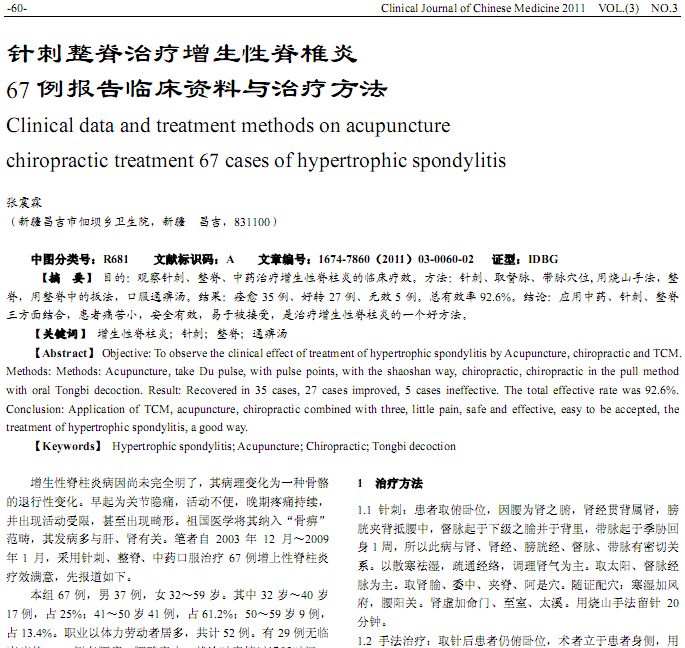 -60-
Clinical Journal of Chinese Medicine 2011 VOL.(3) NO.3
针刺整脊治疗增生性脊椎炎
67 例报告临床资料与治疗方法
Clinical data and treatment methods on acupuncture
chiropractic treatment 67 cases of hypertrophic spondylitis
张震霖
（新疆昌吉市佃坝乡卫生院，新疆 昌吉，831100）
中图分类号：R681 文献标识码：A 文章编号：1674-7860（2011）03-0060-02 证型：IDBG
【摘 要】目的：观察针刺、整脊、中药治疗增生性脊柱炎的临床疗效。方法：针刺、取督脉、带脉穴位,用烧山手法，整
脊，用整脊中的扳法，口服通痹汤。结果：痊愈 35 例、好转 27 例、无效 5 例。总有效率 92.6%。结论：应用中药、针刺、整脊
三方面结合，患者痛苦小，安全有效，易于被接受，是治疗增生性脊柱炎的一个好方法。
【关键词】增生性脊柱炎；针刺；整脊；通痹汤
【Abstract】Objective: To observe the clinical effect of treatment of hypertrophic spondylitis by Acupuncture, chiropractic and TCM.
Methods: Methods: Acupuncture, take Du pulse, with pulse points, with the shaoshan way, chiropractic, chiropractic in the pull method
with oral Tongbi decoction. Result: Recovered in 35 cases, 27 cases improved, 5 cases ineffective. The total effective rate was 92.6%.
Conclusion: Application of TCM, acupuncture, chiropractic combined with three, little pain, safe and effective, easy to be accepted, the
treatment of hypertrophic spondylitis, a good way.
【Keywords】Hypertrophic spondylitis; Acupuncture; Chiropractic; Tongbi decoction
增生性脊柱炎病因尚未完全明了，其病理变化为一种骨骼
的退行性变化。早起为关节隐痛，活动不便，晚期疼痛持续，
并出现活动受限，甚至出现畸形。祖国医学将其纳入“骨痹”
范畴，其发病多与肝、肾有关。笔者自 2003 年 12 月～2009
年 1 月，采用针刺、整脊、中药口服治疗 67 例增上性脊柱炎
疗效满意，先报道如下。
本组 67 例，男 37 例，女 32～59 岁。其中 32 岁～40 岁
17 例，占 25%；41～50 岁 41 例，占 61.2%；50～59 岁 9 例，
占 13.4%。职业以体力劳动者居多，共计 52 例。有 29 例无临
1 治疗方法
1.1 针刺：患者取俯卧位，因腰为肾之腑，肾经贯背属肾，膀
胱夹背抵腰中，督脉起于下级之腧并于背里，带脉起于季胁回
身 1 周，所以此病与肾、肾经、膀胱经、督脉、带脉有密切关
系。以散寒祛湿，疏通经络，调理肾气为主。取太阳、督脉经
脉为主。取肾腧、委中、夹脊、阿是穴。随证配穴：寒湿加风
府，腰阳关。肾虚加命门、至室、太溪。用烧山手法留针 20
分钟。
1.2 手法治疗：取针后患者仍俯卧位，术者立于患者身侧，用